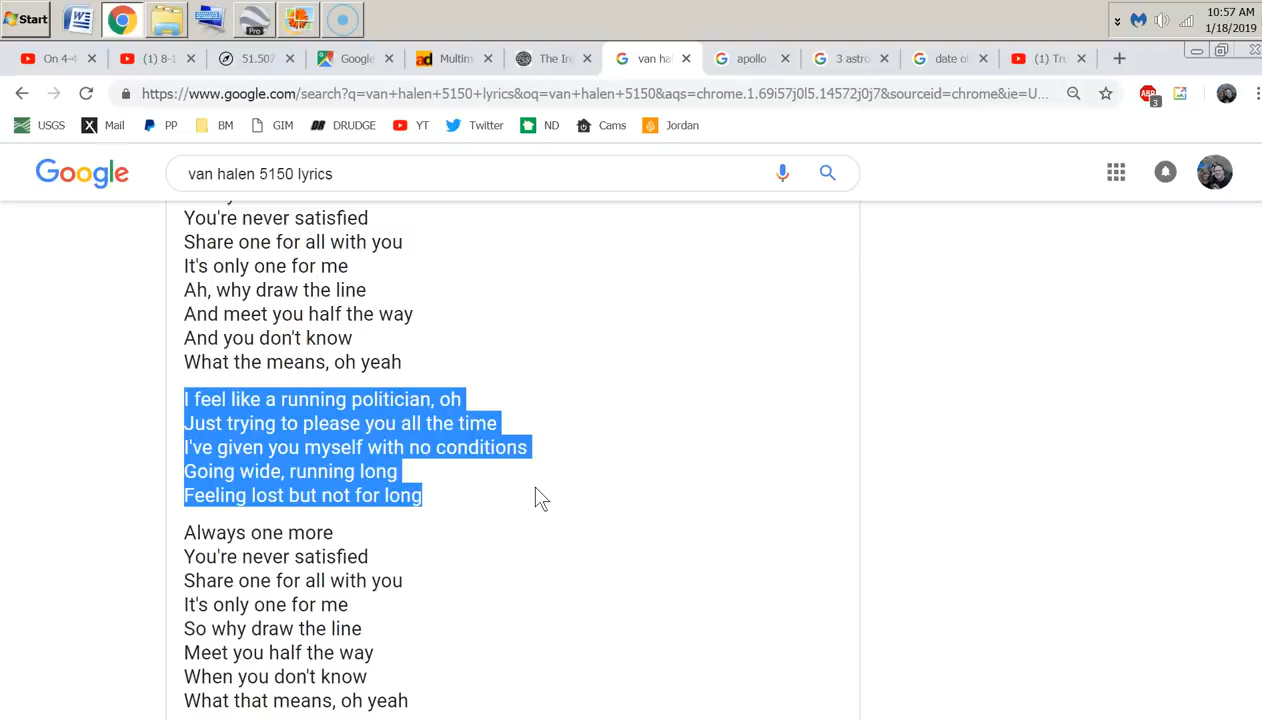 Start
Pro
10:57 AM
1/18/2019
On 4-4
(1) 8-1
51.507
Google
Multim
The In
van ha
apollo
3 astro
date of
(1) Tru
https://www.google.com/search?q=van+halen+5150+lyrics&oq=van+halen+5150&aqs=chrome.1.69i57j0l5.14572j0j7&sourceid=chrome&ie=U...
ABP
3
USGS
Mail
PP
BM
GIM
DRUDGE
YT
Twitter
ND
Cams
Jordan
Google
van halen 5150 lyrics
You're never satisfied
Share one for all with you
It's only one for me
Ah, why draw the line
And meet you half the way
And you don't know
What the means, oh yeah
I feel like a running politician, oh
Just trying to please you all the time
I've given you myself with no conditions
Going wide, running long
Feeling lost but not for long
Always one more
You're never satisfied
Share one for all with you
It's only one for me
So why draw the line
Meet you half the way
When you don't know
What that means, oh yeah